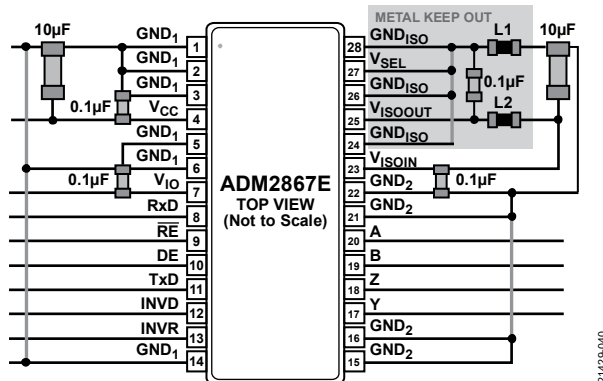 METAL KEEP OUT
10µF GND1 1 28 GNDISO L1 10µF
GND1 2 27 VSEL
GND1 3 26 GNDISO 0.1µF
0.1µF VCC 4 25 VISOOUT L2
GND1 5 24 GNDISO
GND1 6 23 VISOIN
0.1µF VIO 7 ADM2867E 22 GND2 0.1µF
RxD 8 TOP VIEW 21 GND2
(Not to Scale)
RE 9 20 A
DE 10 19 B
TxD 11 18 Z
INVD 12 17 Y
INVR 13 16 GND2
GND1 14 15 GND2
21429-040